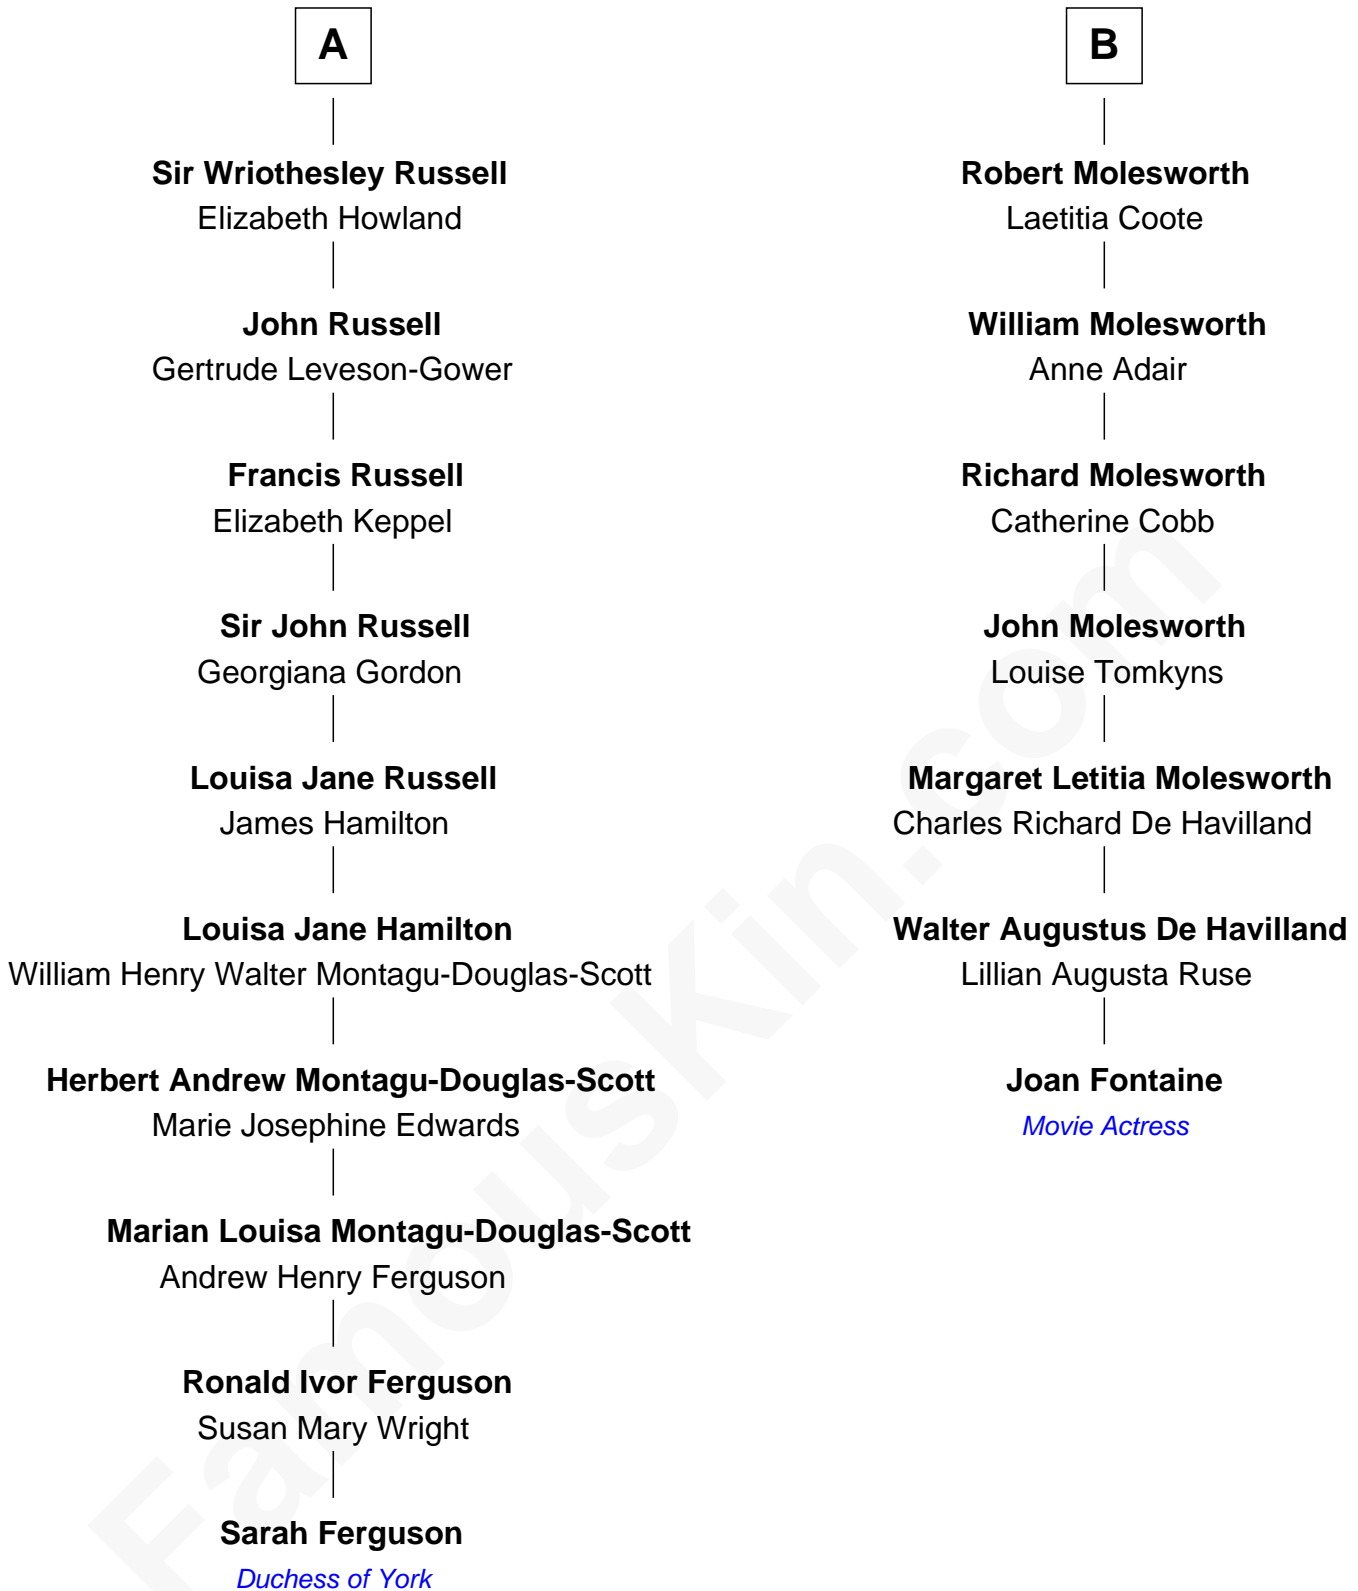 A
Sir Wriothesley Russell
Elizabeth Howland
John Russell
Gertrude Leveson-Gower
Francis Russell
Elizabeth Keppel
Sir John Russell
Georgiana Gordon
Louisa Jane Russell
James Hamilton
Louisa Jane Hamilton
William Henry Walter Montagu-Douglas-Scott
Herbert Andrew Montagu-Douglas-Scott
Marie Josephine Edwards
Marian Louisa Montagu-Douglas-Scott
Andrew Henry Ferguson
Ronald Ivor Ferguson
Susan Mary Wright
Sarah Ferguson
Duchess of York
B
Robert Molesworth
Laetitia Coote
William Molesworth
Anne Adair
Richard Molesworth
Catherine Cobb
John Molesworth
Louise Tomkyns
Margaret Letitia Molesworth
Charles Richard De Havilland
Walter Augustus De Havilland
Lillian Augusta Ruse
Joan Fontaine
Movie Actress
FamousKin.com